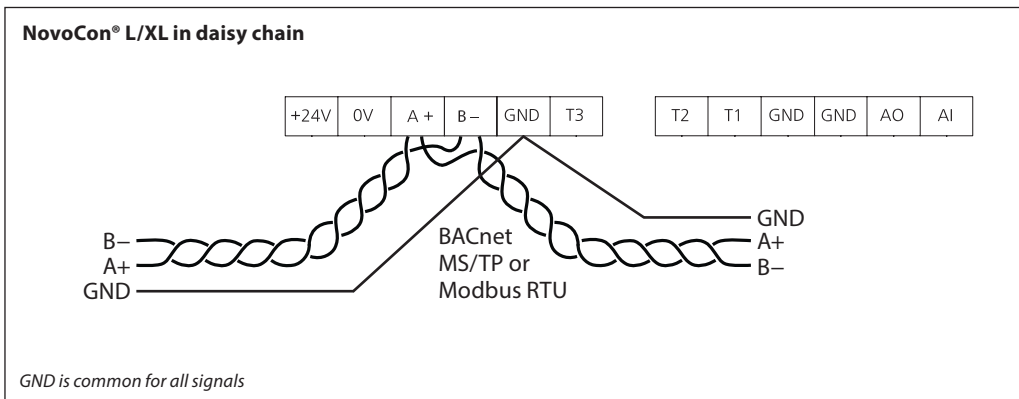 NovoCon® L/XL in daisy chain
+24V 0V A + B – GND T3 T2 T1 GND GND AO AI
GND
B– BACnet A+
A+ MS/TP or B–
GND Modbus RTU
GND is common for all signals